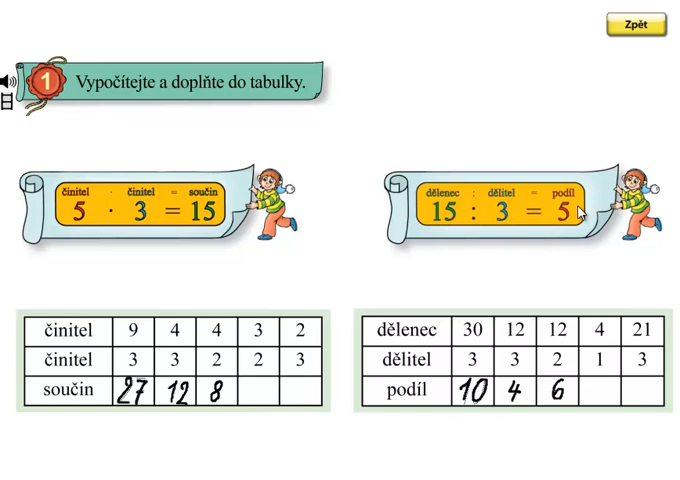 Zpět
1 Vypočítejte a doplňte do tabulky.
činitel · činitel = součin
5 · 3 = 15
dělenec : dělitel = podíl
15 : 3 = 5
činitel 9 4 4 3 2
činitel 3 3 2 2 3
součin 27 12 8
dělenec 30 12 12 4 21
dělitel 3 3 2 1 3
podíl 10 4 6